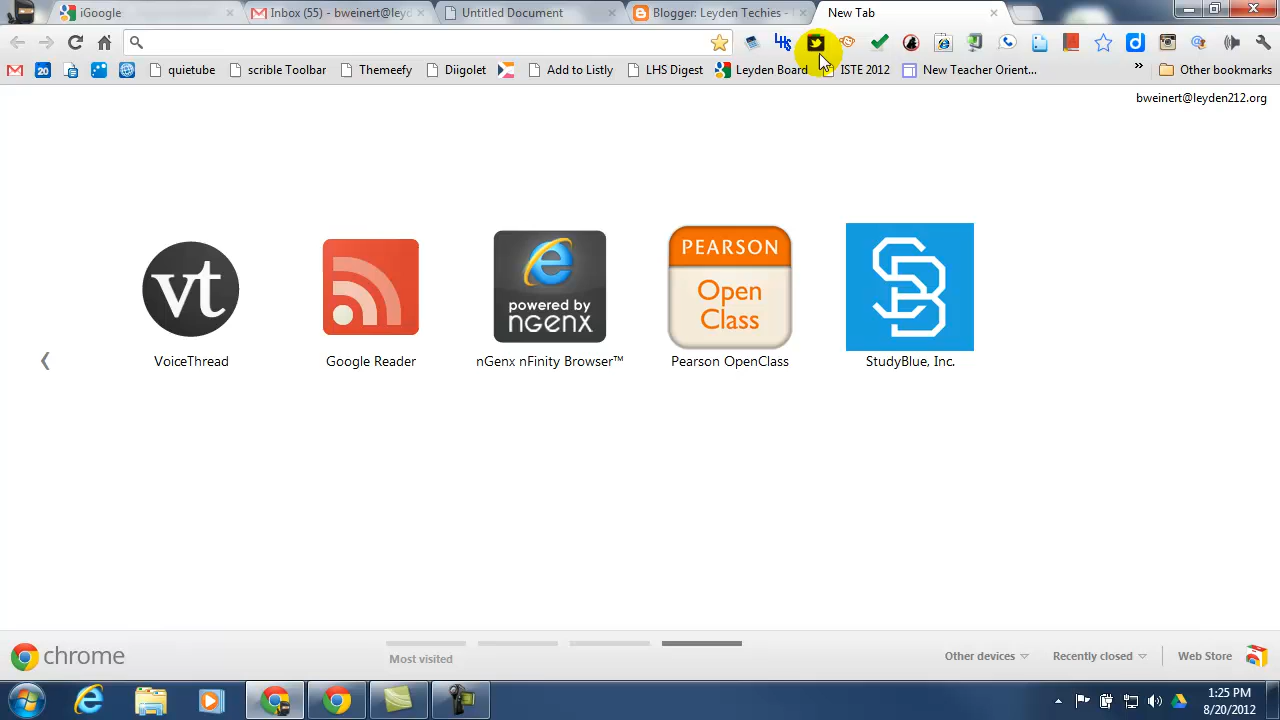 iGoogle
Inbox (55) - bweinert@leyd
Untitled Document
Blogger: Leyden Techies -
New Tab
LHS
20
quietube
scrible Toolbar
Themeefy
Diigolet
Add to Listly
LHS Digest
Leyden Board
ISTE 2012
New Teacher Orient...
»
Other bookmarks
bweinert@leyden212.org
vt
powered by
nGenx
PEARSON
Open
Class
SB
VoiceThread
Google Reader
nGenx nFinity Browser™
Pearson OpenClass
StudyBlue, Inc.
chrome
Most visited
Other devices
Recently closed
Web Store
1:25 PM
8/20/2012